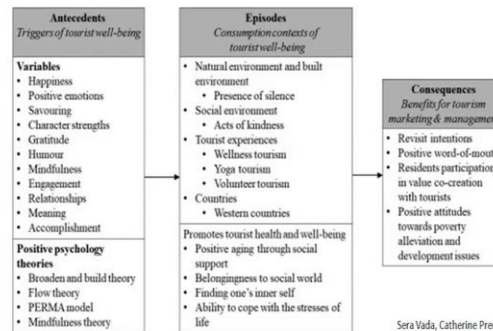 Antecedents
Triggers of tourist well-being
Variables
• Happiness
• Positive emotions
• Savouring
• Character strengths
• Gratitude
• Humour
• Mindfulness
• Engagement
• Relationships
• Meaning
• Accomplishment
Positive psychology
theories
• Broaden and build theory
• Flow theory
• PERMA model
• Mindfulness theory
Episodes
Consumption contexts of
tourist well-being
• Natural environment and built
environment
• Presence of silence
• Social environment
• Acts of kindness
• Tourist experiences
• Wellness tourism
• Yoga tourism
• Volunteer tourism
• Countries
• Western countries
Promotes tourist health and well-being
• Positive aging through social
support
• Belongingness to social world
• Finding one's inner self
• Ability to cope with the stresses of
life
Consequences
Benefits for tourism
marketing & management
• Revisit intentions
• Positive word-of-mout
• Residents participation
in value co-creation
with tourists
• Positive attitudes
towards poverty
alleviation and
development issues
Sera Vada, Catherine Pre